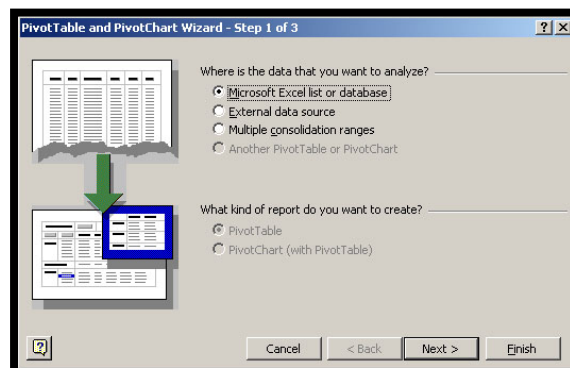 PivotTable and PivotChart Wizard - Step 1 of 3
Where is the data that you want to analyze?
Microsoft Excel list or database
External data source
Multiple consolidation ranges
Another PivotTable or PivotChart
What kind of report do you want to create?
PivotTable
PivotChart (with PivotTable)
Cancel
< Back
Next >
Finish